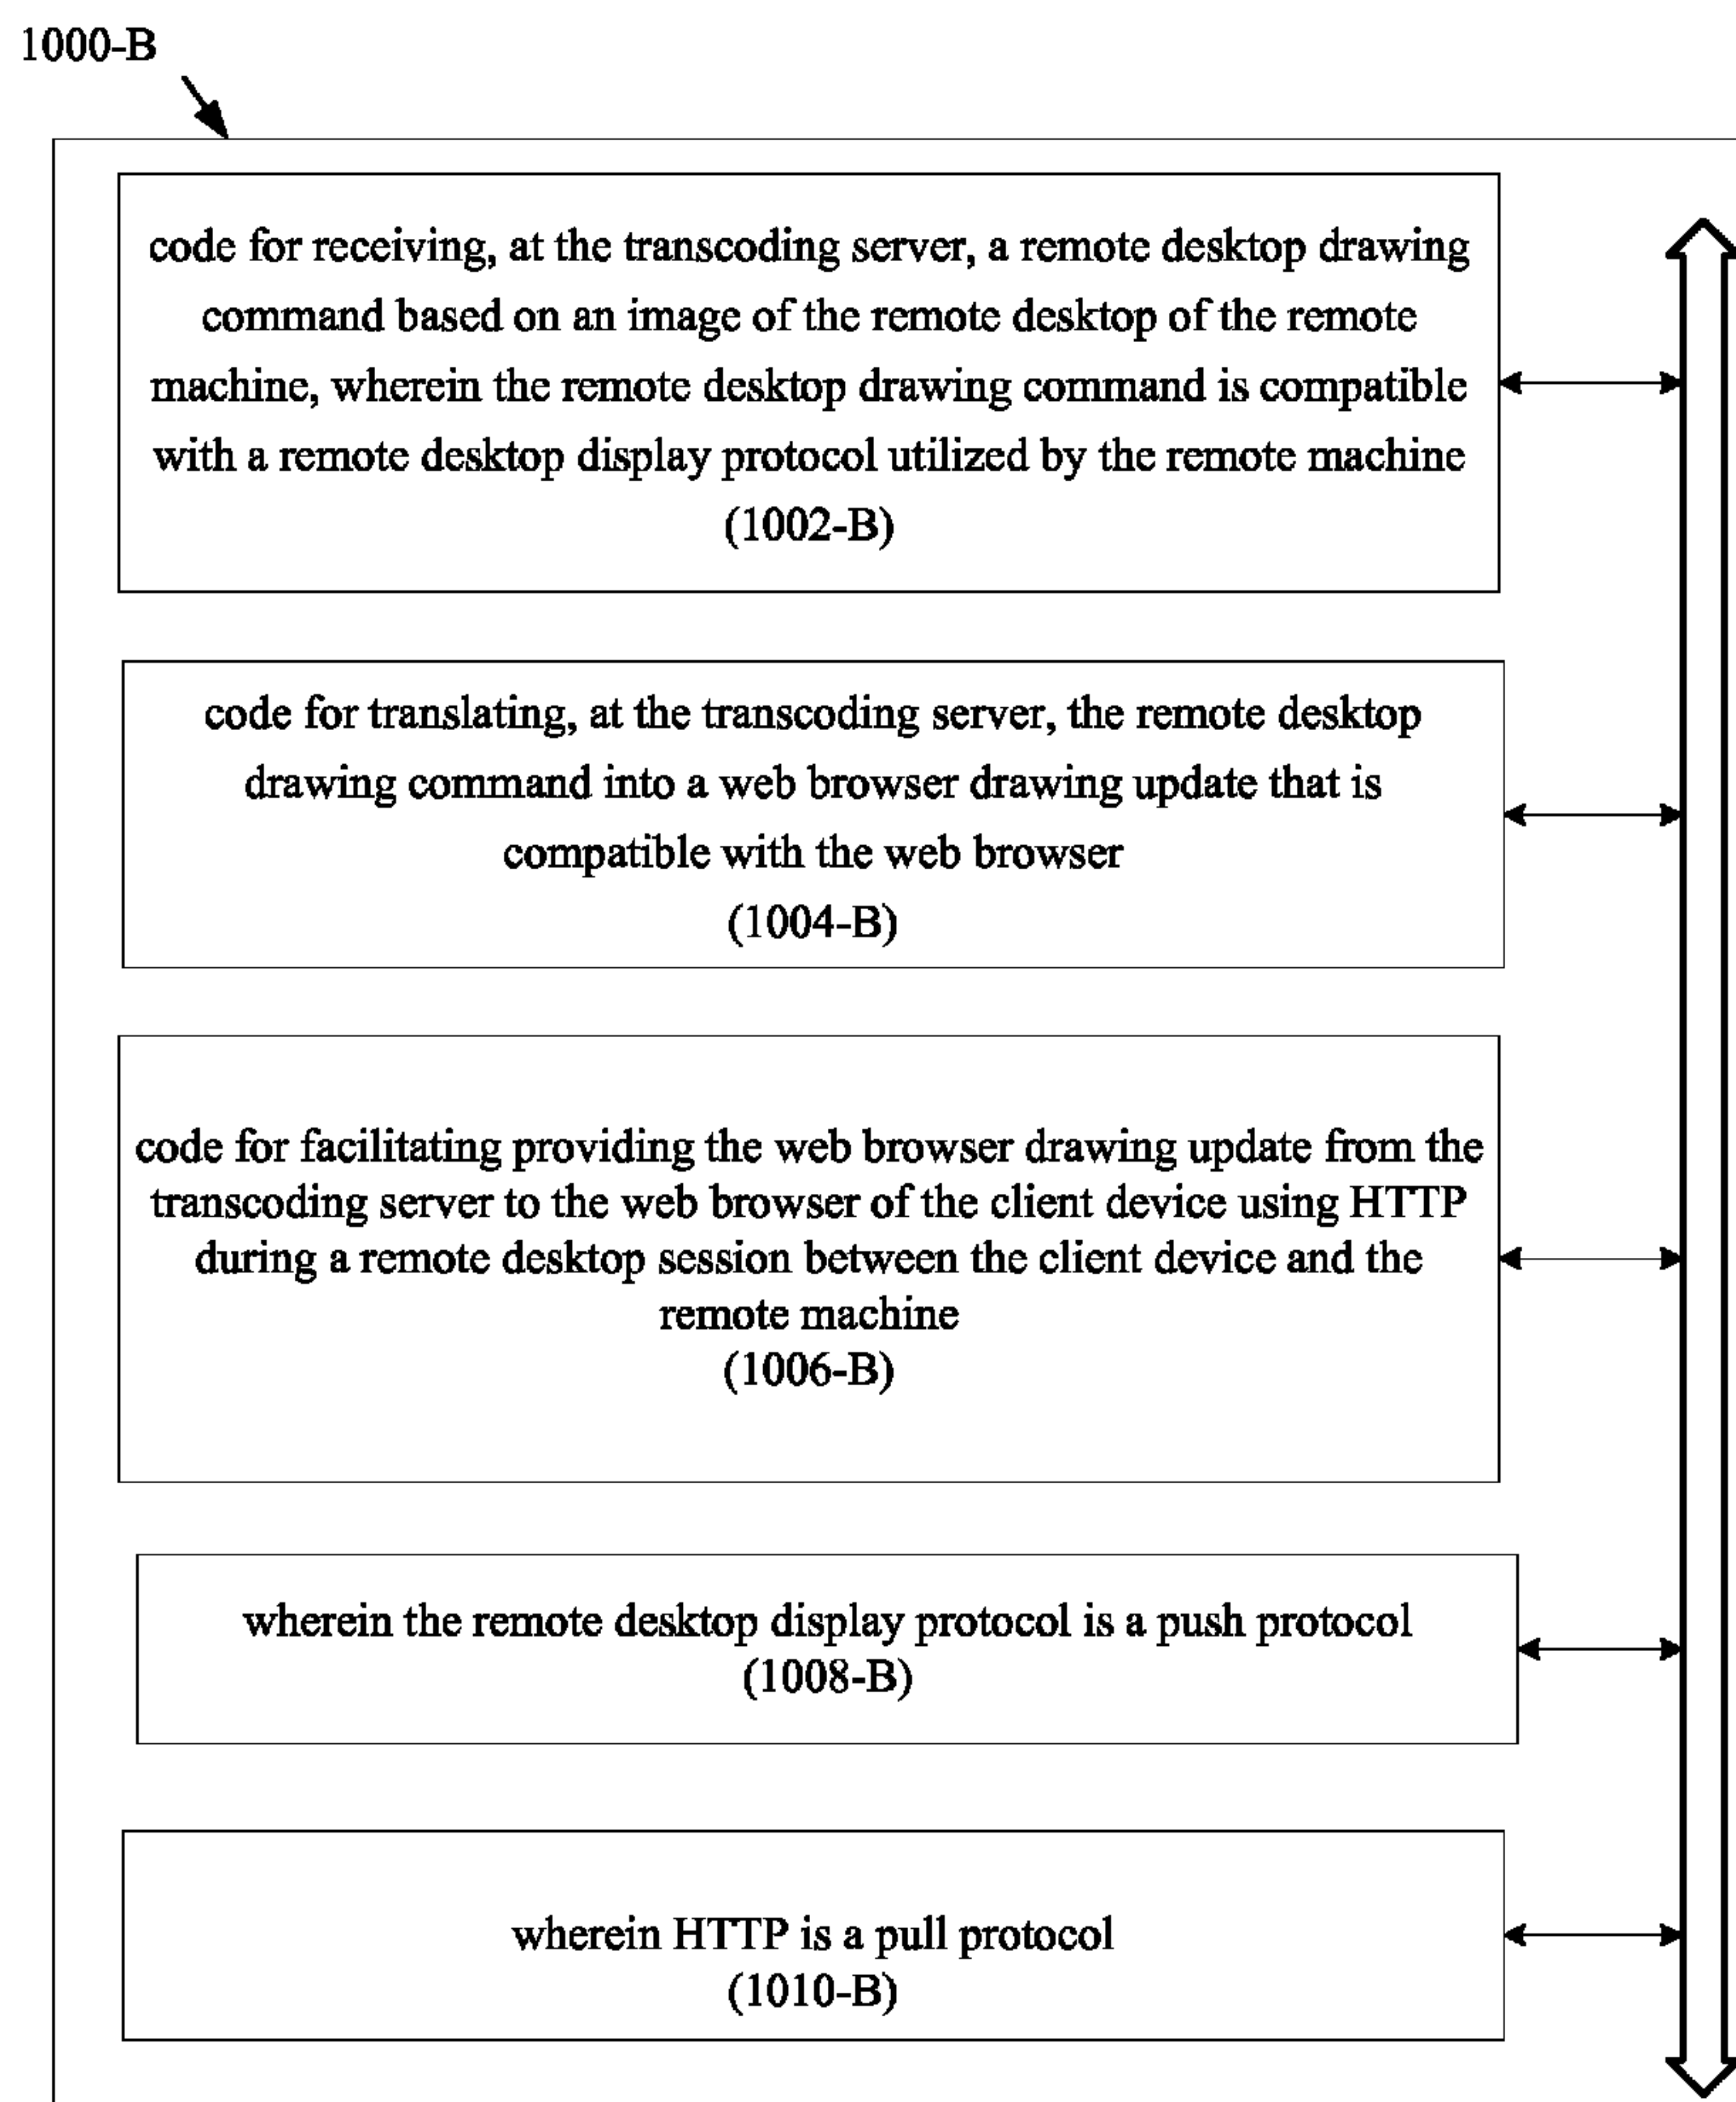 1000-B
code for receiving, at the transcoding server, a remote desktop drawing
command based on an image of the remote desktop of the remote
machine, wherein the remote desktop drawing command is compatible
with a remote desktop display protocol utilized by the remote machine
(1002-B)
code for translating, at the transcoding server, the remote desktop
drawing command into a web browser drawing update that is
compatible with the web browser
(1004-B)
code for facilitating providing the web browser drawing update from the
transcoding server to the web browser of the client device using HTTP
during a remote desktop session between the client device and the
remote machine
(1006-B)
wherein the remote desktop display protocol is a push protocol
(1008-B)
wherein HTTP is a pull protocol
(1010-B)